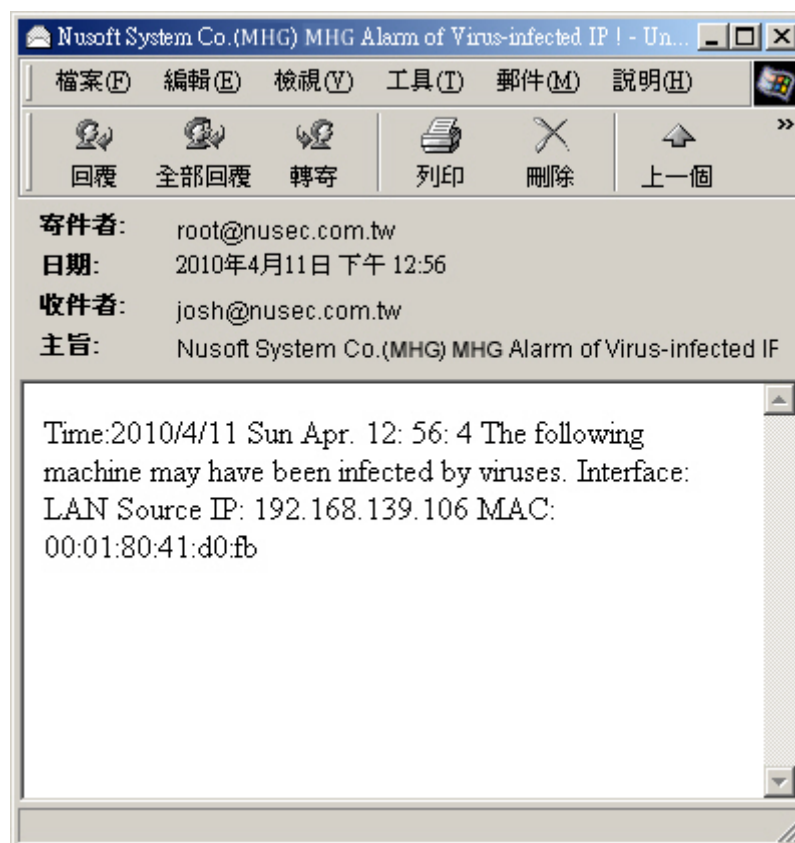 Nusoft System Co.(MHG) MHG Alarm of Virus-infected IP ! - Un...
檔案(F) 編輯(E) 檢視(V) 工具(T) 郵件(M) 說明(H)
回覆 全部回覆 轉寄 列印 刪除 上一個 »
寄件者: root@nusec.com.tw
日期: 2010年4月11日 下午 12:56
收件者: josh@nusec.com.tw
主旨: Nusoft System Co.(MHG) MHG Alarm of Virus-infected IP
Time:2010/4/11 Sun Apr. 12: 56: 4 The following
machine may have been infected by viruses. Interface:
LAN Source IP: 192.168.139.106 MAC:
00:01:80:41:d0:fb